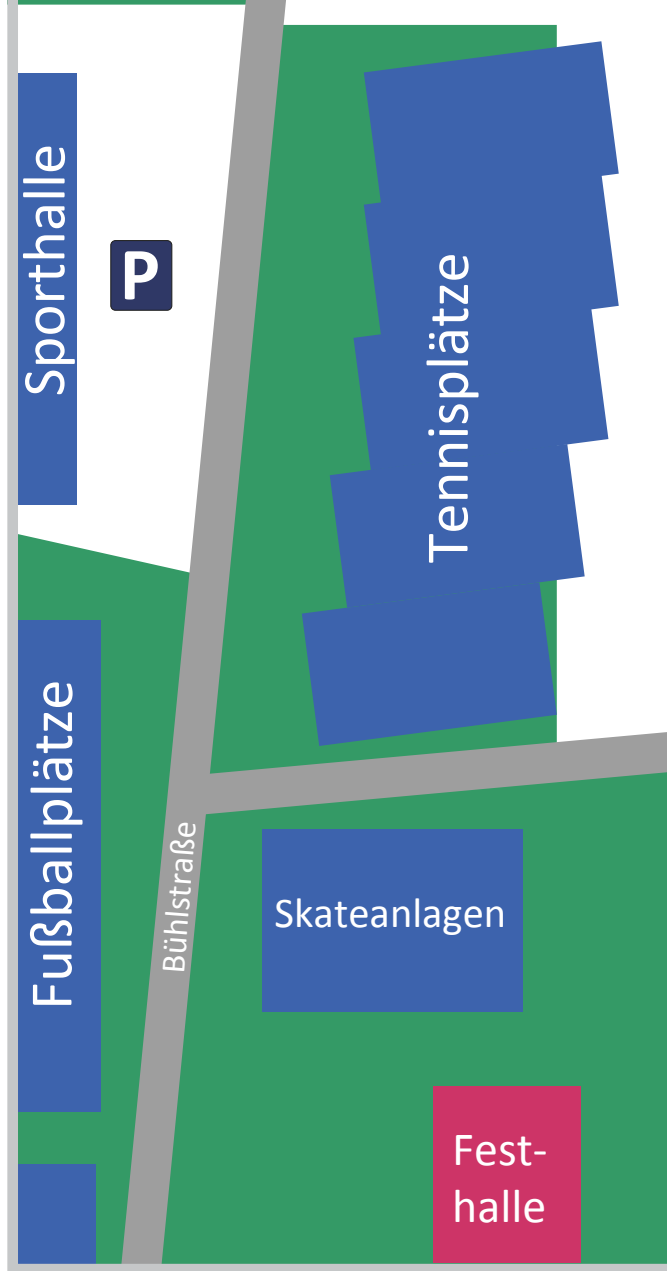 Sporthalle
P
Tennisplätze
Fußballplätze
Bühlstraße
Skateanlagen
Fest-
halle